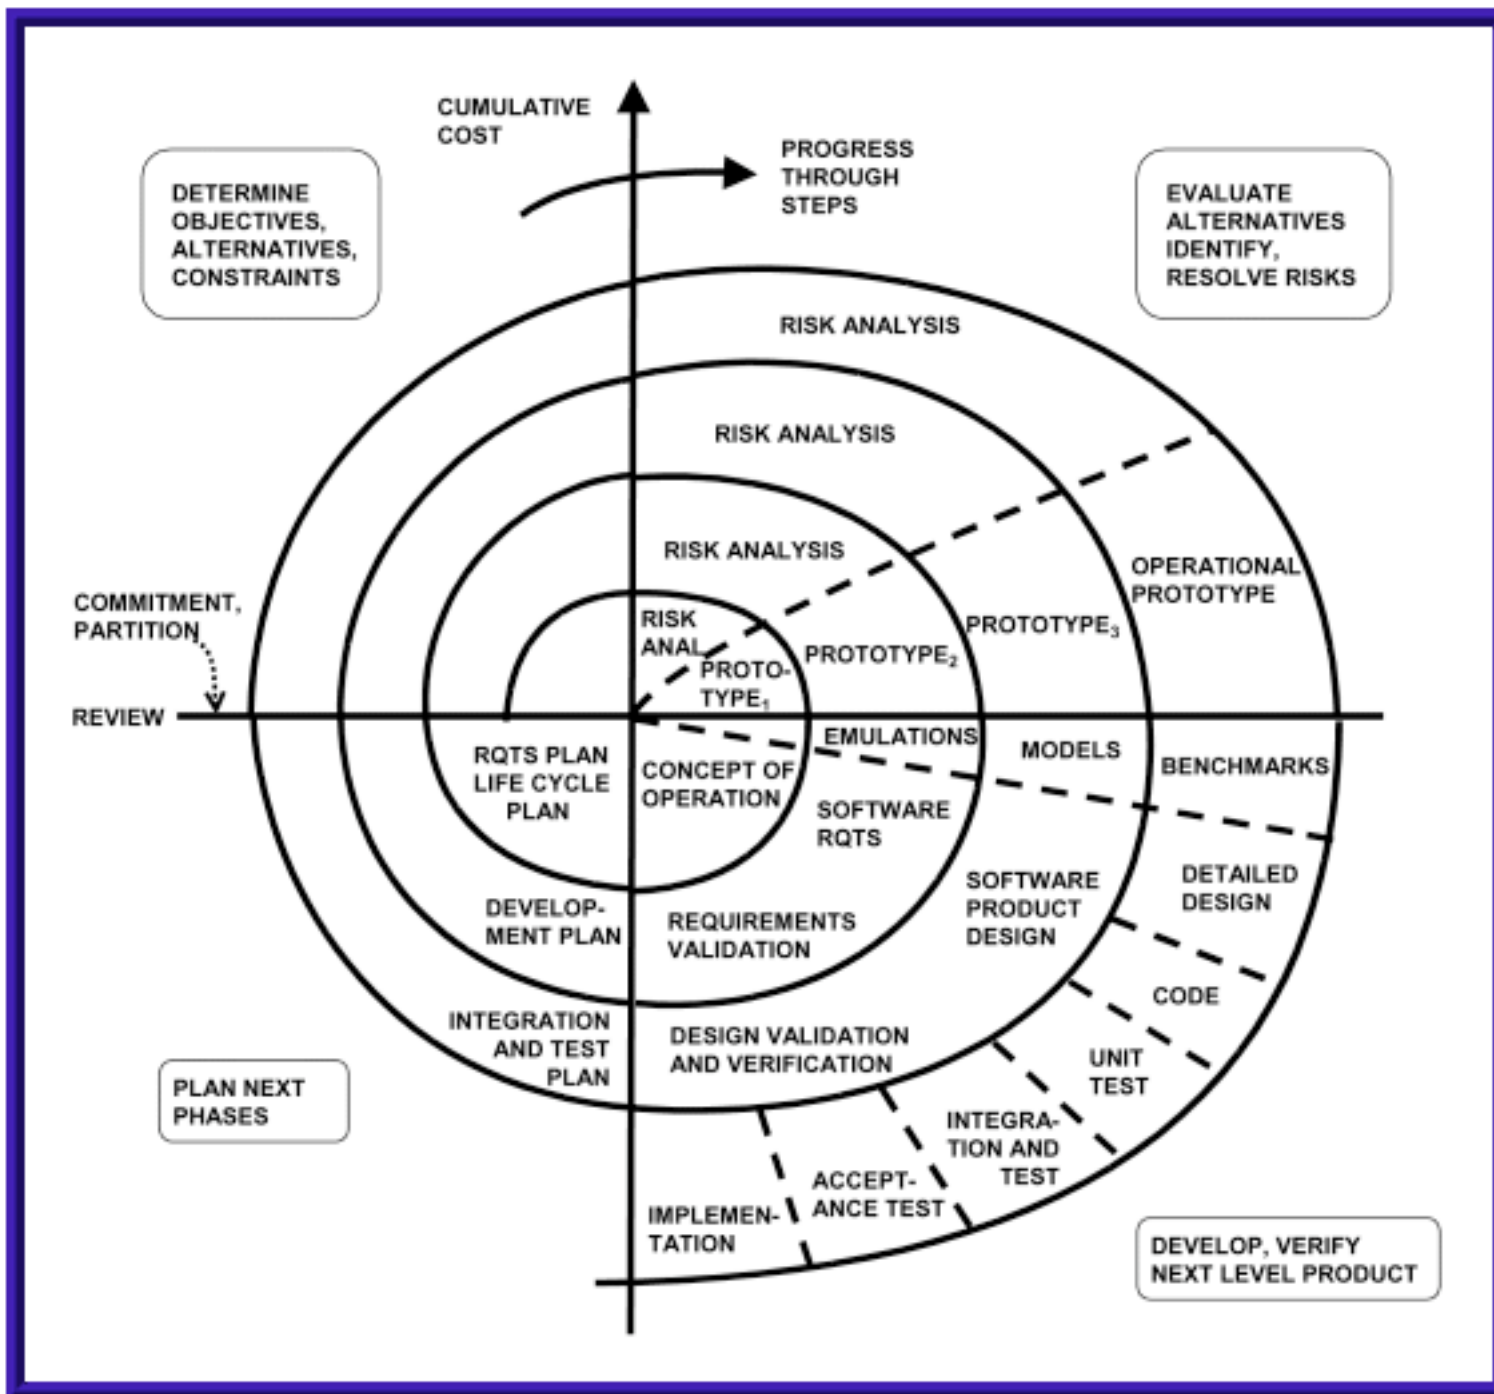 CUMULATIVE
COST
PROGRESS
THROUGH
STEPS
DETERMINE
OBJECTIVES,
ALTERNATIVES,
CONSTRAINTS
EVALUATE
ALTERNATIVES
IDENTIFY,
RESOLVE RISKS
RISK ANALYSIS
RISK ANALYSIS
RISK ANALYSIS
RISK
ANAL.
PROTO-
TYPE₁
PROTOTYPE₂
PROTOTYPE₃
OPERATIONAL
PROTOTYPE
COMMITMENT,
PARTITION
REVIEW
EMULATIONS
MODELS
BENCHMARKS
RQTS PLAN
LIFE CYCLE
PLAN
CONCEPT OF
OPERATION
SOFTWARE
RQTS
SOFTWARE
PRODUCT
DESIGN
DETAILED
DESIGN
DEVELOP-
MENT PLAN
REQUIREMENTS
VALIDATION
CODE
INTEGRATION
AND TEST
PLAN
DESIGN VALIDATION
AND VERIFICATION
UNIT
TEST
PLAN NEXT
PHASES
INTEGRA-
TION AND
TEST
ACCEPT-
ANCE TEST
IMPLEMEN-
TATION
DEVELOP, VERIFY
NEXT LEVEL PRODUCT